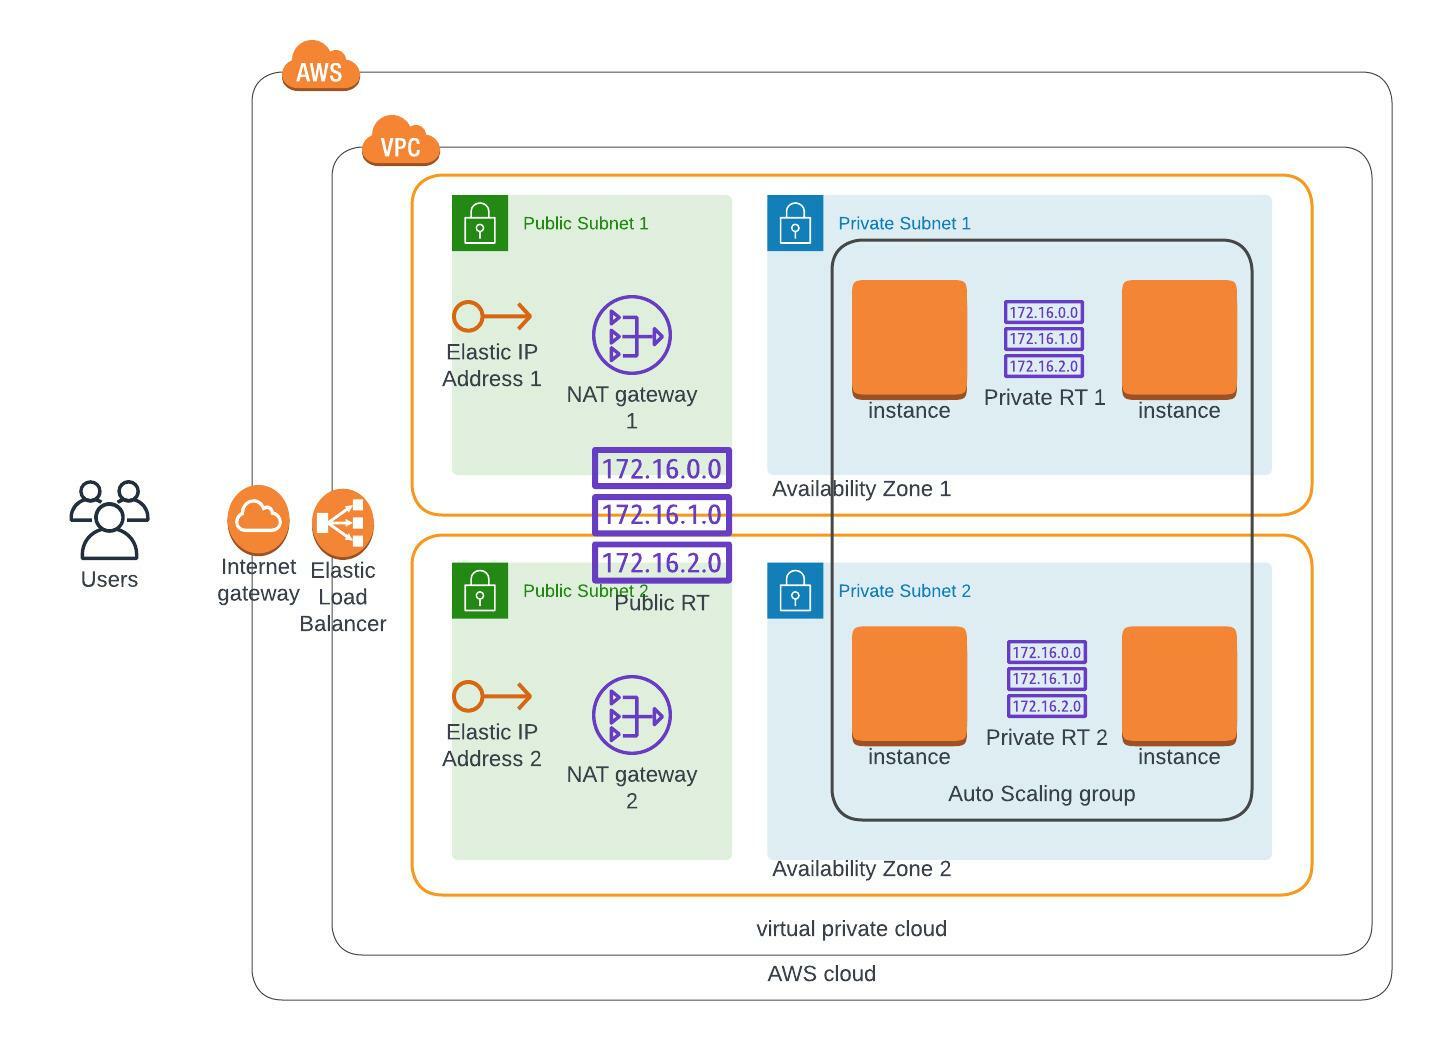 AWS
VPC
Public Subnet 1
Private Subnet 1
Elastic IP
Address 1
NAT gateway
1
instance
172.16.0.0
172.16.1.0
172.16.2.0
Private RT 1
instance
172.16.0.0
172.16.1.0
172.16.2.0
Public RT
Availability Zone 1
Users
Internet
gateway
Elastic
Load
Balancer
Public Subnet 2
Private Subnet 2
Elastic IP
Address 2
NAT gateway
2
instance
172.16.0.0
172.16.1.0
172.16.2.0
Private RT 2
instance
Auto Scaling group
Availability Zone 2
virtual private cloud
AWS cloud